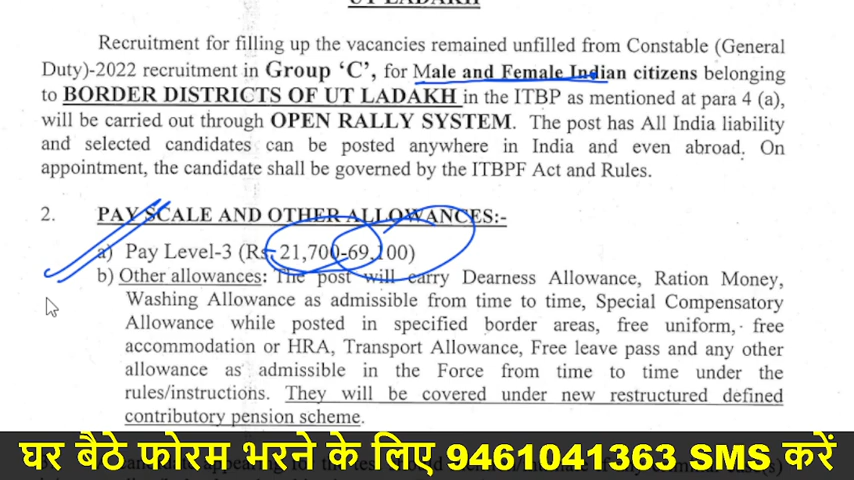 UT LADAKH
Recruitment for filling up the vacancies remained unfilled from Constable (General
Duty)-2022 recruitment in Group ‘C’, for Male and Female Indian citizens belonging
to BORDER DISTRICTS OF UT LADAKH in the ITBP as mentioned at para 4 (a),
will be carried out through OPEN RALLY SYSTEM. The post has All India liability
and selected candidates can be posted anywhere in India and even abroad. On
appointment, the candidate shall be governed by the ITBPF Act and Rules.
2. PAY SCALE AND OTHER ALLOWANCES:-
a) Pay Level-3 (Rs. 21,700-69,100)
b) Other allowances: The post will carry Dearness Allowance, Ration Money,
Washing Allowance as admissible from time to time, Special Compensatory
Allowance while posted in specified border areas, free uniform, free
accommodation or HRA, Transport Allowance, Free leave pass and any other
allowance as admissible in the Force from time to time under the
rules/instructions. They will be covered under new restructured defined
contributory pension scheme.
घर बैठे फोरम भरने के लिए 9461041363 SMS करें